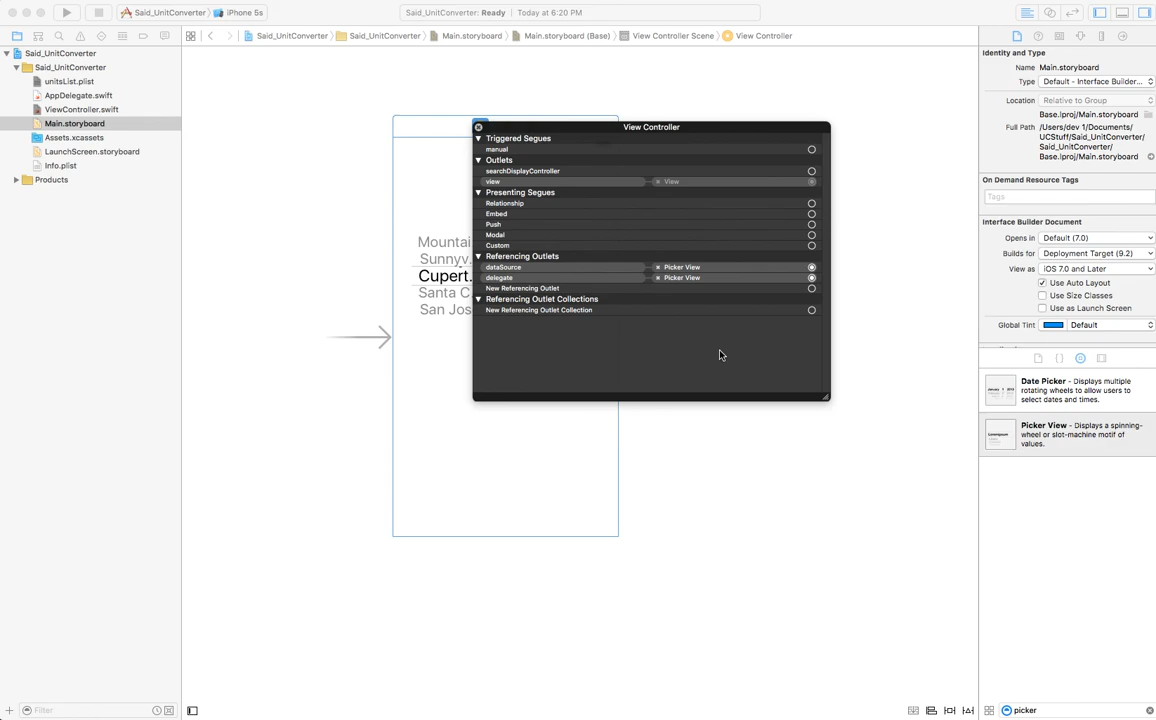 Said_UnitConverter
iPhone 5s
Said_UnitConverter: Ready | Today at 6:20 PM
Said_UnitConverter
Said_UnitConverter
Main.storyboard
Main.storyboard (Base)
View Controller Scene
View Controller
Said_UnitConverter
Said_UnitConverter
unitsList.plist
AppDelegate.swift
ViewController.swift
Main.storyboard
Assets.xcassets
LaunchScreen.storyboard
Info.plist
Products
Filter
Mountai
Sunnyv.
Cupert.
Santa C
San Jos
View Controller
Triggered Segues
manual
Outlets
searchDisplayController
view
View
Presenting Segues
Relationship
Embed
Push
Modal
Custom
Referencing Outlets
dataSource
Picker View
delegate
Picker View
New Referencing Outlet
Referencing Outlet Collections
New Referencing Outlet Collection
Identity and Type
Name Main.storyboard
Type Default - Interface Builder...
Location Relative to Group
Base.lproj/Main.storyboard
Full Path /Users/dev 1/Documents/
UCStuff/Said_UnitConverter/
Said_UnitConverter/
Base.lproj/Main.storyboard
On Demand Resource Tags
Tags
Interface Builder Document
Opens in Default (7.0)
Builds for Deployment Target (9.2)
View as iOS 7.0 and Later
Use Auto Layout
Use Size Classes
Use as Launch Screen
Global Tint Default
Date Picker - Displays multiple
rotating wheels to allow users to
select dates and times.
Picker View - Displays a spinning-
wheel or slot-machine motif of
values.
picker